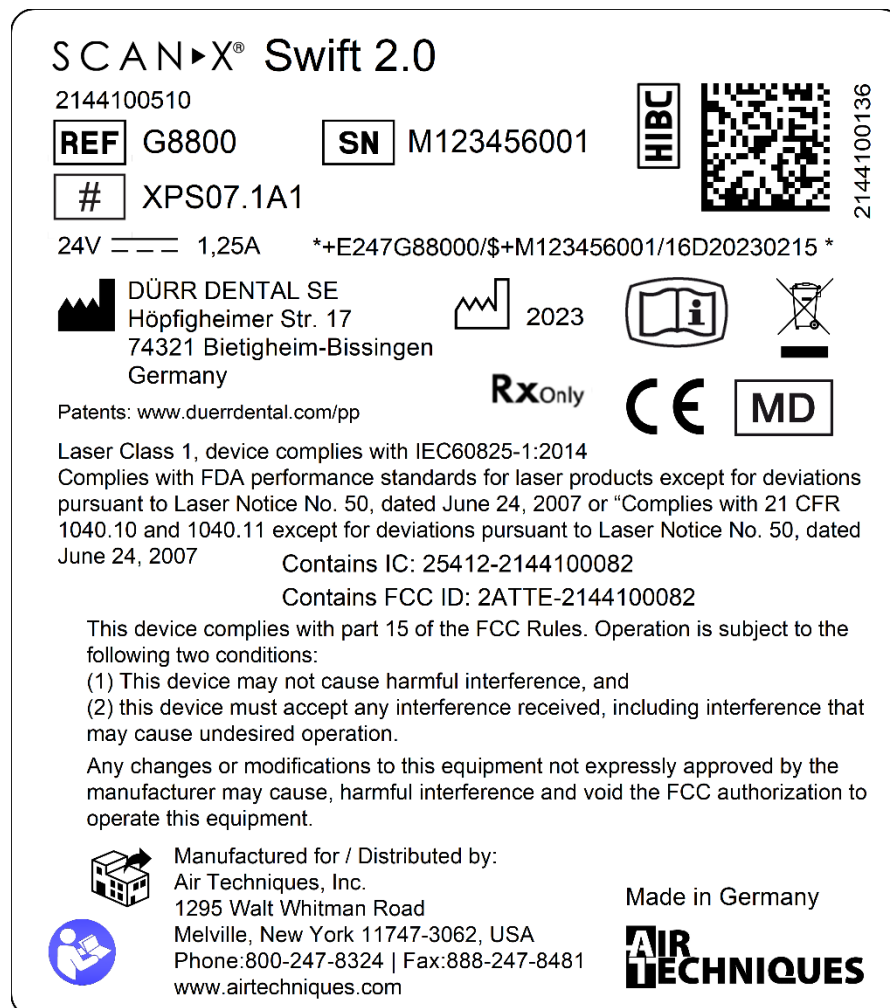 SCAN▸X® Swift 2.0
2144100510
REF G8800 SN M123456001
HIBC
2144100136
# XPS07.1A1
24V 1,25A *+E247G88000/$+M123456001/16D20230215 *
DÜRR DENTAL SE
Höpfigheimer Str. 17
74321 Bietigheim-Bissingen
Germany
2023
Rx Only
CE MD
Patents: www.duerrdental.com/pp
Laser Class 1, device complies with IEC60825-1:2014
Complies with FDA performance standards for laser products except for deviations
pursuant to Laser Notice No. 50, dated June 24, 2007 or “Complies with 21 CFR
1040.10 and 1040.11 except for deviations pursuant to Laser Notice No. 50, dated
June 24, 2007
Contains IC: 25412-2144100082
Contains FCC ID: 2ATTE-2144100082
This device complies with part 15 of the FCC Rules. Operation is subject to the
following two conditions:
(1) This device may not cause harmful interference, and
(2) this device must accept any interference received, including interference that
may cause undesired operation.
Any changes or modifications to this equipment not expressly approved by the
manufacturer may cause, harmful interference and void the FCC authorization to
operate this equipment.
Manufactured for / Distributed by:
Air Techniques, Inc.
1295 Walt Whitman Road
Melville, New York 11747-3062, USA
Phone:800-247-8324 | Fax:888-247-8481
www.airtechniques.com
Made in Germany
AIR
TECHNIQUES